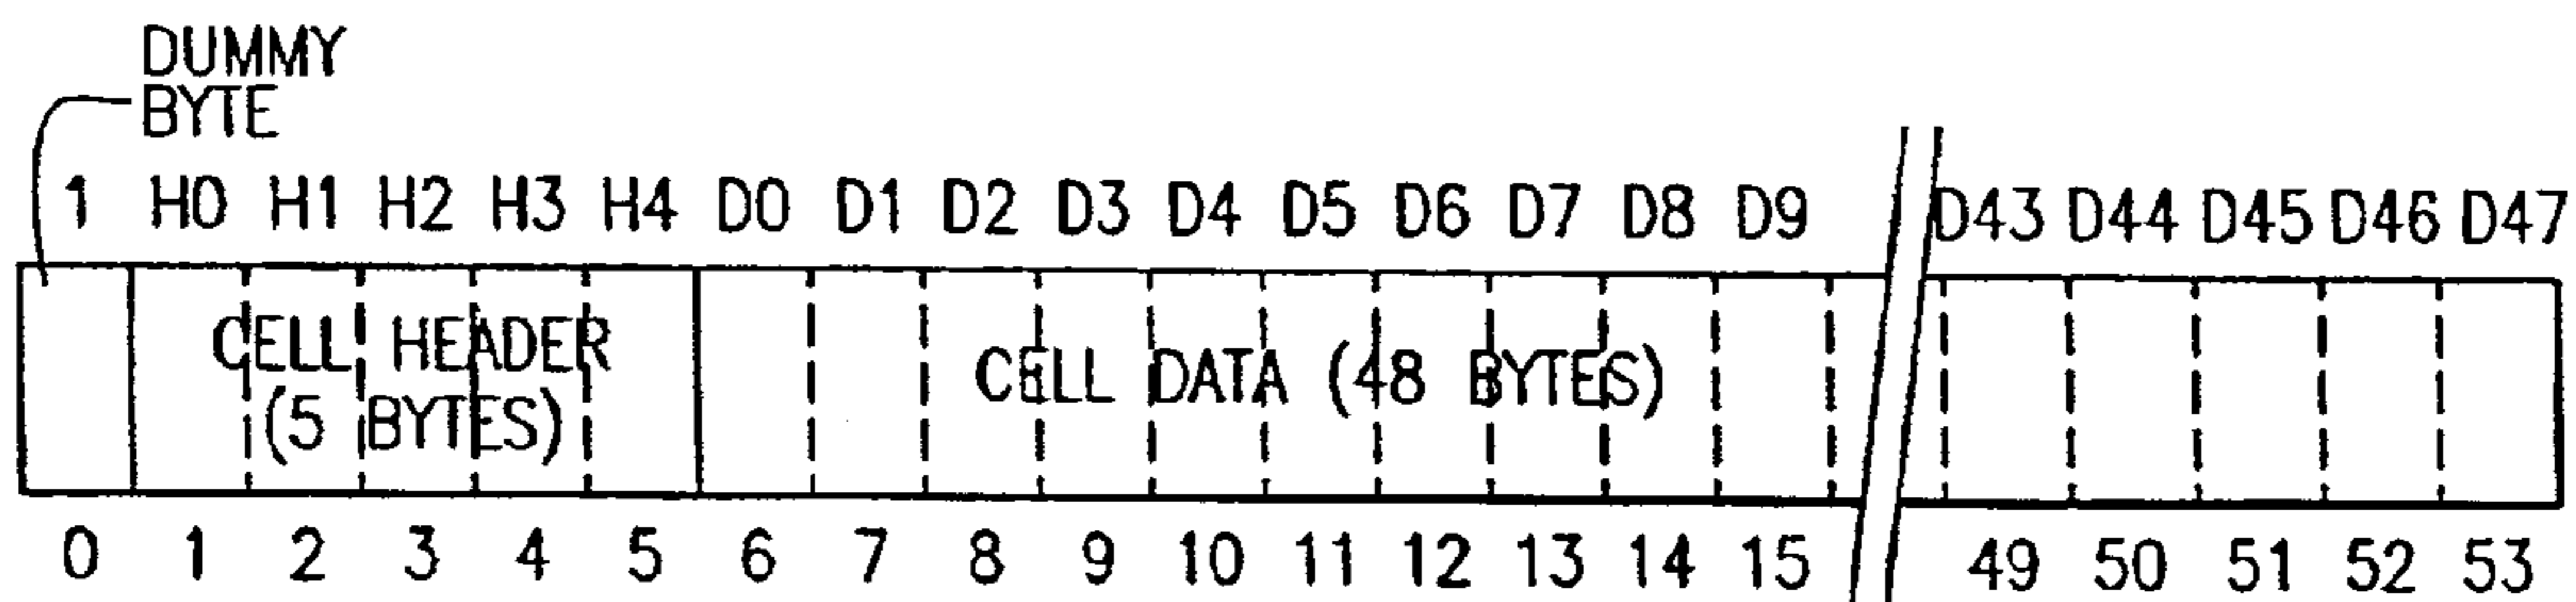 DUMMY
BYTE
1 H0 H1 H2 H3 H4 D0 D1 D2 D3 D4 D5 D6 D7 D8 D9 D43 D44 D45 D46 D47
CELL HEADER
(5 BYTES)
CELL DATA (48 BYTES)
0 1 2 3 4 5 6 7 8 9 10 11 12 13 14 15 49 50 51 52 53